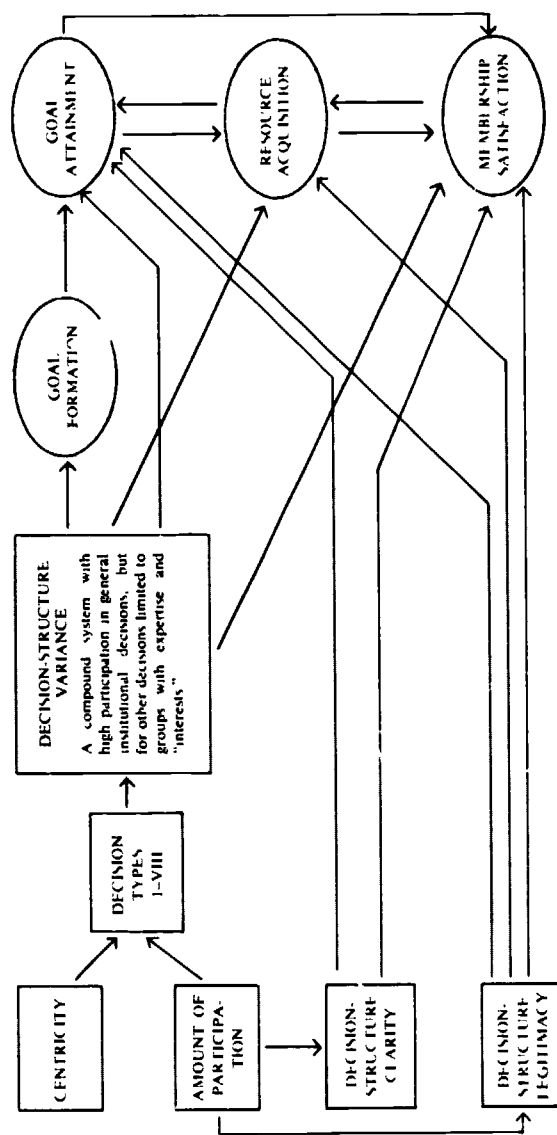 CENTRICITY
AMOUNT OF
PARTICIPA-
TION
DECISION-
STRUCTURE
CLARITY
DECISION-
STRUCTURE
LEGITIMACY
DECISION
TYPES
I–VIII
DECISION-STRUCTURE
VARIANCE
A compound system with
high participation in general
institutional decisions, but
for other decisions limited to
groups with expertise and
"interests"
GOAL
FORMATION
GOAL
ATTAINMENT
RESOURCE
ACQUISITION
MEMBERSHIP
SATISFACTION